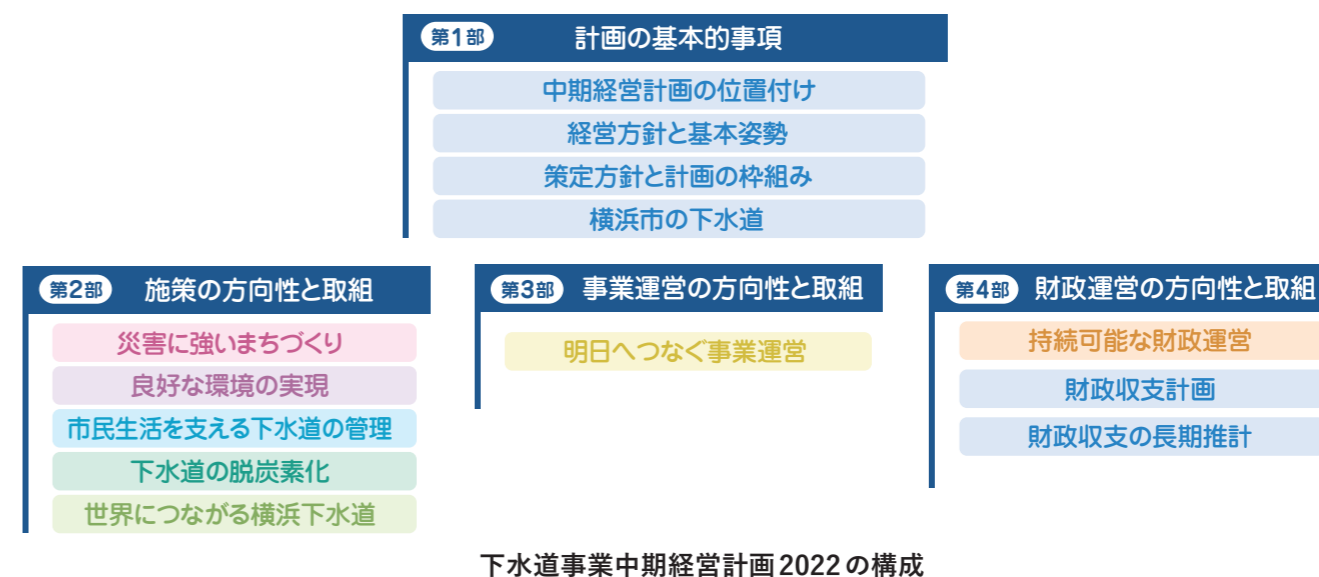 第1部 計画の基本的事項
中期経営計画の位置付け
経営方針と基本姿勢
策定方針と計画の枠組み
横浜市の下水道
第2部 施策の方向性と取組
災害に強いまちづくり
良好な環境の実現
市民生活を支える下水道の管理
下水道の脱炭素化
世界につながる横浜下水道
第3部 事業運営の方向性と取組
明日へつなぐ事業運営
第4部 財政運営の方向性と取組
持続可能な財政運営
財政収支計画
財政収支の長期推計
下水道事業中期経営計画2022の構成